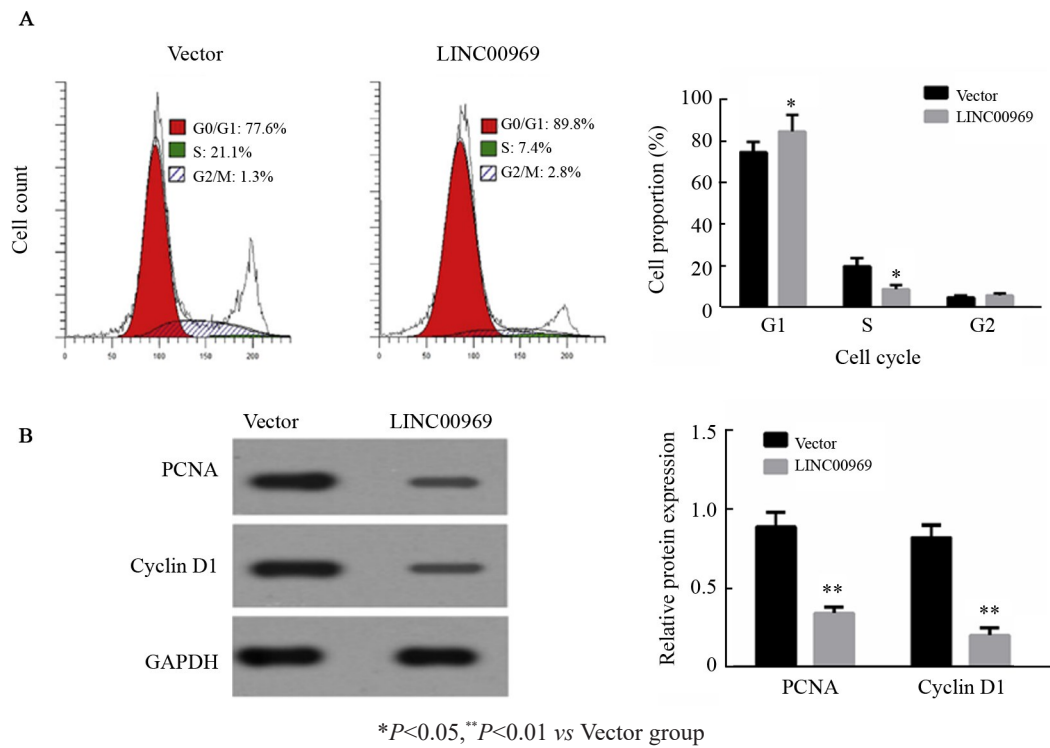 A
Vector
LINC00969
Cell count
G0/G1: 77.6%
S: 21.1%
G2/M: 1.3%
0 50 100 150 200
G0/G1: 89.8%
S: 7.4%
G2/M: 2.8%
0 50 100 150 200
Vector
LINC00969
Cell proportion (%)
100
80
60
40
20
0
G1 S G2
Cell cycle
*
*
B
Vector LINC00969
PCNA
Cyclin D1
GAPDH
Vector
LINC00969
Relative protein expression
1.5
1.0
0.5
0
**
**
PCNA Cyclin D1
*P<0.05,**P<0.01 vs Vector group